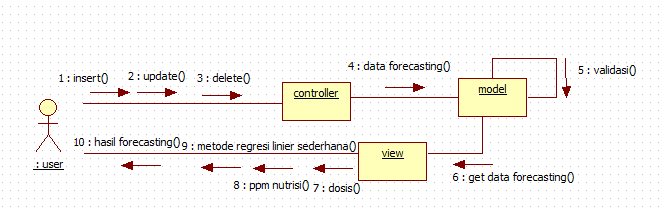 1 : insert()
2 : update()
3 : delete()
4 : data forecasting()
5 : validasi()
controller
model
10 : hasil forecasting()
9 : metode regresi linier sederhana()
view
: user
8 : ppm nutrisi()
7 : dosis()
6 : get data forecasting()